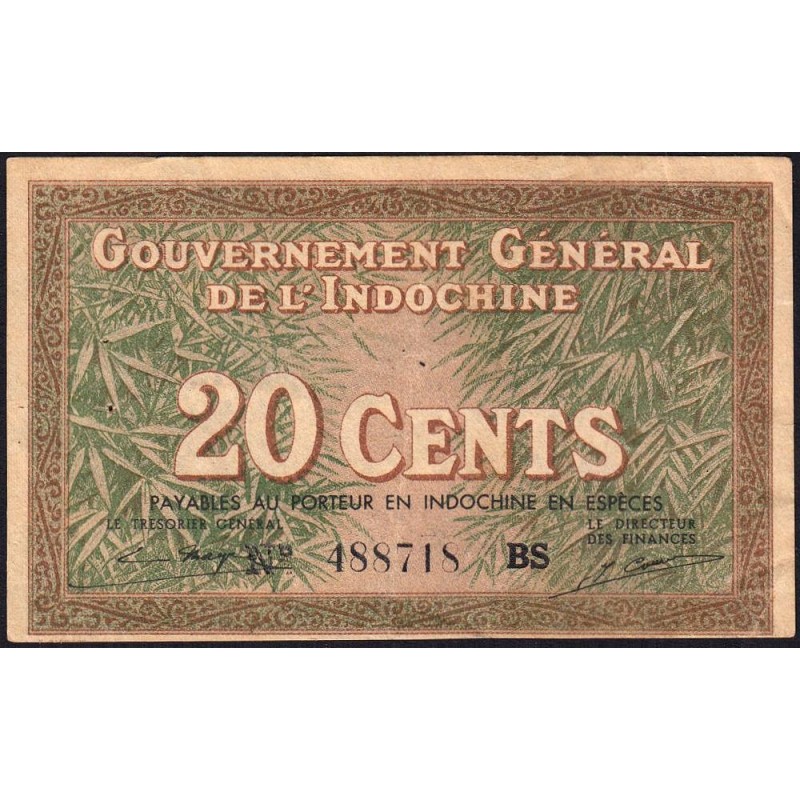 GOUVERNEMENT GÉNÉRAL
DE L'INDOCHINE
20 CENTS
PAYABLES AU PORTEUR EN INDOCHINE EN ESPÈCES
LE TRESORIER GENERAL
LE DIRECTEUR
DES FINANCES
No 488718 BS